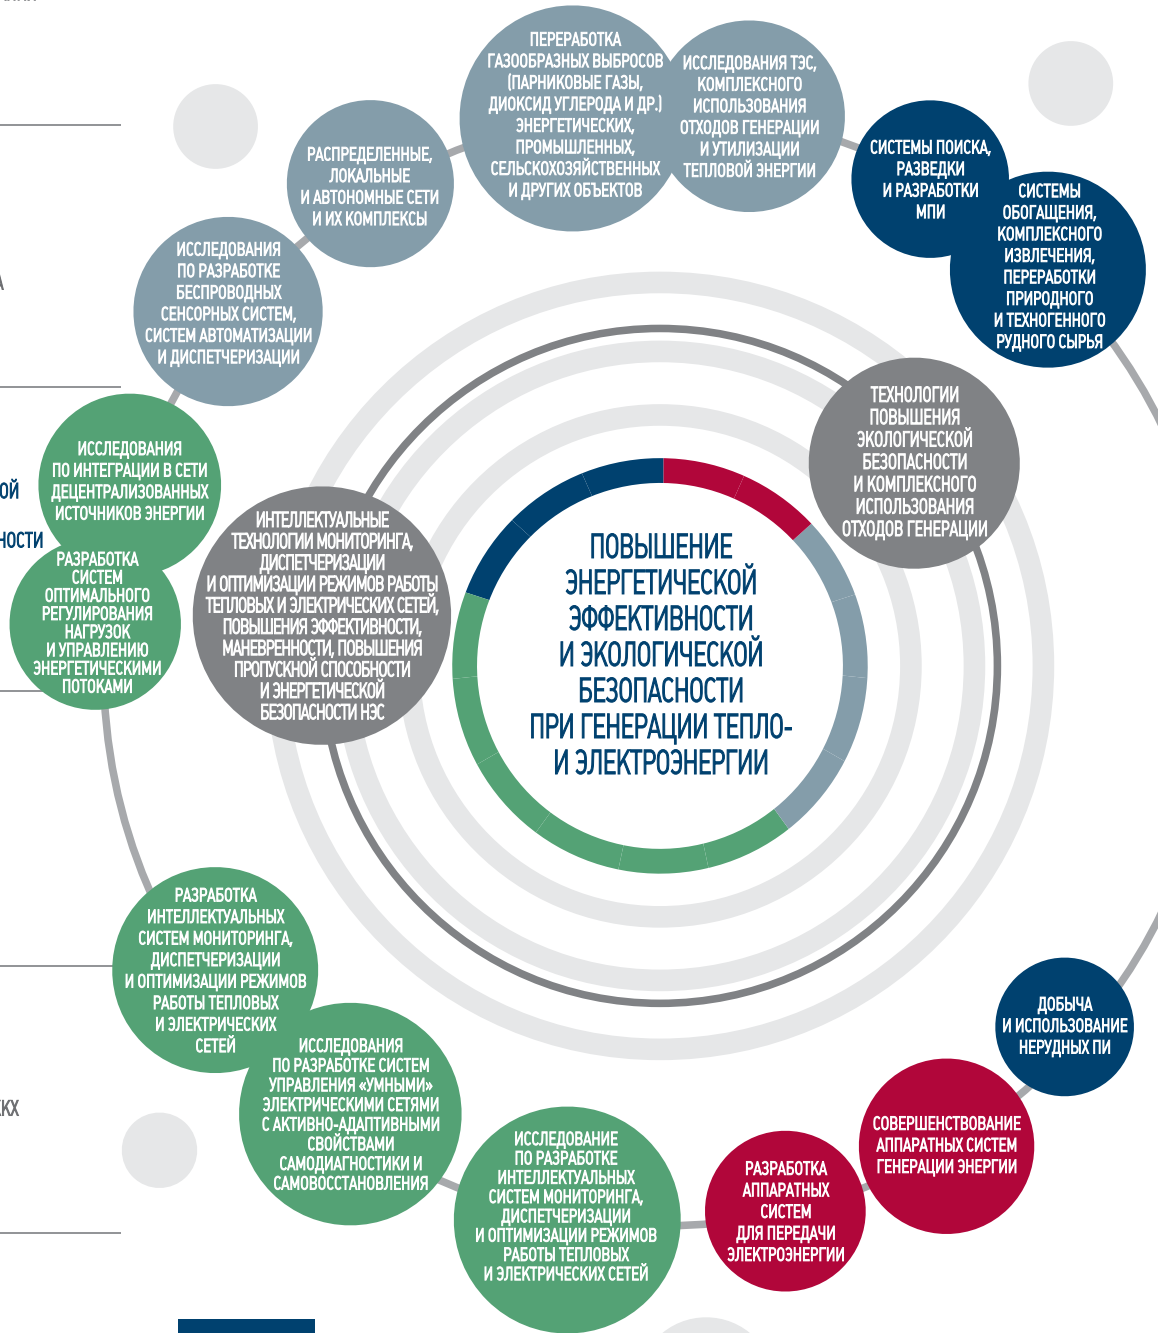 ПЕРЕРАБОТКА
ГАЗООБРАЗНЫХ ВЫБРОСОВ
(ПАРНИКОВЫЕ ГАЗЫ,
ДИОКСИД УГЛЕРОДА И ДР.)
ЭНЕРГЕТИЧЕСКИХ,
ПРОМЫШЛЕННЫХ,
СЕЛЬСКОХОЗЯЙСТВЕННЫХ
И ДРУГИХ ОБЪЕКТОВ
ИССЛЕДОВАНИЯ ТЭС,
КОМПЛЕКСНОГО
ИСПОЛЬЗОВАНИЯ
ОТХОДОВ ГЕНЕРАЦИИ
И УТИЛИЗАЦИИ
ТЕПЛОВОЙ ЭНЕРГИИ
СИСТЕМЫ ПОИСКА,
РАЗВЕДКИ
И РАЗРАБОТКИ
МПИ
СИСТЕМЫ
ОБОГАЩЕНИЯ,
КОМПЛЕКСНОГО
ИЗВЛЕЧЕНИЯ,
ПЕРЕРАБОТКИ
ПРИРОДНОГО
И ТЕХНОГЕННОГО
РУДНОГО СЫРЬЯ
РАСПРЕДЕЛЕННЫЕ,
ЛОКАЛЬНЫЕ
И АВТОНОМНЫЕ СЕТИ
И ИХ КОМПЛЕКСЫ
ИССЛЕДОВАНИЯ
ПО РАЗРАБОТКЕ
БЕСПРОВОДНЫХ
СЕНСОРНЫХ СИСТЕМ,
СИСТЕМ АВТОМАТИЗАЦИИ
И ДИСПЕТЧЕРИЗАЦИИ
А
ТЕХНОЛОГИИ
ПОВЫШЕНИЯ
ЭКОЛОГИЧЕСКОЙ
БЕЗОПАСНОСТИ
И КОМПЛЕКСНОГО
ИСПОЛЬЗОВАНИЯ
ОТХОДОВ ГЕНЕРАЦИИ
ИССЛЕДОВАНИЯ
ПО ИНТЕГРАЦИИ В СЕТИ
ДЕЦЕНТРАЛИЗОВАННЫХ
ИСТОЧНИКОВ ЭНЕРГИИ
ОЙ
НОСТИ
РАЗРАБОТКА
СИСТЕМ
ОПТИМАЛЬНОГО
РЕГУЛИРОВАНИЯ
НАГРУЗОК
И УПРАВЛЕНИЮ
ЭНЕРГЕТИЧЕСКИМИ
ПОТОКАМИ
ИНТЕЛЛЕКТУАЛЬНЫЕ
ТЕХНОЛОГИИ МОНИТОРИНГА,
ДИСПЕТЧЕРИЗАЦИИ
И ОПТИМИЗАЦИИ РЕЖИМОВ РАБОТЫ
ТЕПЛОВЫХ И ЭЛЕКТРИЧЕСКИХ СЕТЕЙ,
ПОВЫШЕНИЯ ЭФФЕКТИВНОСТИ,
МАНЕВРЕННОСТИ, ПОВЫШЕНИЯ
ПРОПУСКНОЙ СПОСОБНОСТИ
И ЭНЕРГЕТИЧЕСКОЙ
БЕЗОПАСНОСТИ НЭС
ПОВЫШЕНИЕ
ЭНЕРГЕТИЧЕСКОЙ
ЭФФЕКТИВНОСТИ
И ЭКОЛОГИЧЕСКОЙ
БЕЗОПАСНОСТИ
ПРИ ГЕНЕРАЦИИ ТЕПЛО-
И ЭЛЕКТРОЭНЕРГИИ
РАЗРАБОТКА
ИНТЕЛЛЕКТУАЛЬНЫХ
СИСТЕМ МОНИТОРИНГА,
ДИСПЕТЧЕРИЗАЦИИ
И ОПТИМИЗАЦИИ РЕЖИМОВ
РАБОТЫ ТЕПЛОВЫХ
И ЭЛЕКТРИЧЕСКИХ
СЕТЕЙ
ИССЛЕДОВАНИЯ
ПО РАЗРАБОТКЕ СИСТЕМ
УПРАВЛЕНИЯ «УМНЫМИ»
ЭЛЕКТРИЧЕСКИМИ СЕТЯМИ
С АКТИВНО-АДАПТИВНЫМИ
СВОЙСТВАМИ
САМОДИАГНОСТИКИ И
САМОВОССТАНОВЛЕНИЯ
КХ
ИССЛЕДОВАНИЕ
ПО РАЗРАБОТКЕ
ИНТЕЛЛЕКТУАЛЬНЫХ
СИСТЕМ МОНИТОРИНГА,
ДИСПЕТЧЕРИЗАЦИИ
И ОПТИМИЗАЦИИ РЕЖИМОВ
РАБОТЫ ТЕПЛОВЫХ
И ЭЛЕКТРИЧЕСКИХ СЕТЕЙ
РАЗРАБОТКА
АППАРАТНЫХ
СИСТЕМ
ДЛЯ ПЕРЕДАЧИ
ЭЛЕКТРОЭНЕРГИИ
СОВЕРШЕНСТВОВАНИЕ
АППАРАТНЫХ СИСТЕМ
ГЕНЕРАЦИИ ЭНЕРГИИ
ДОБЫЧА
И ИСПОЛЬЗОВАНИЕ
НЕРУДНЫХ ПИ